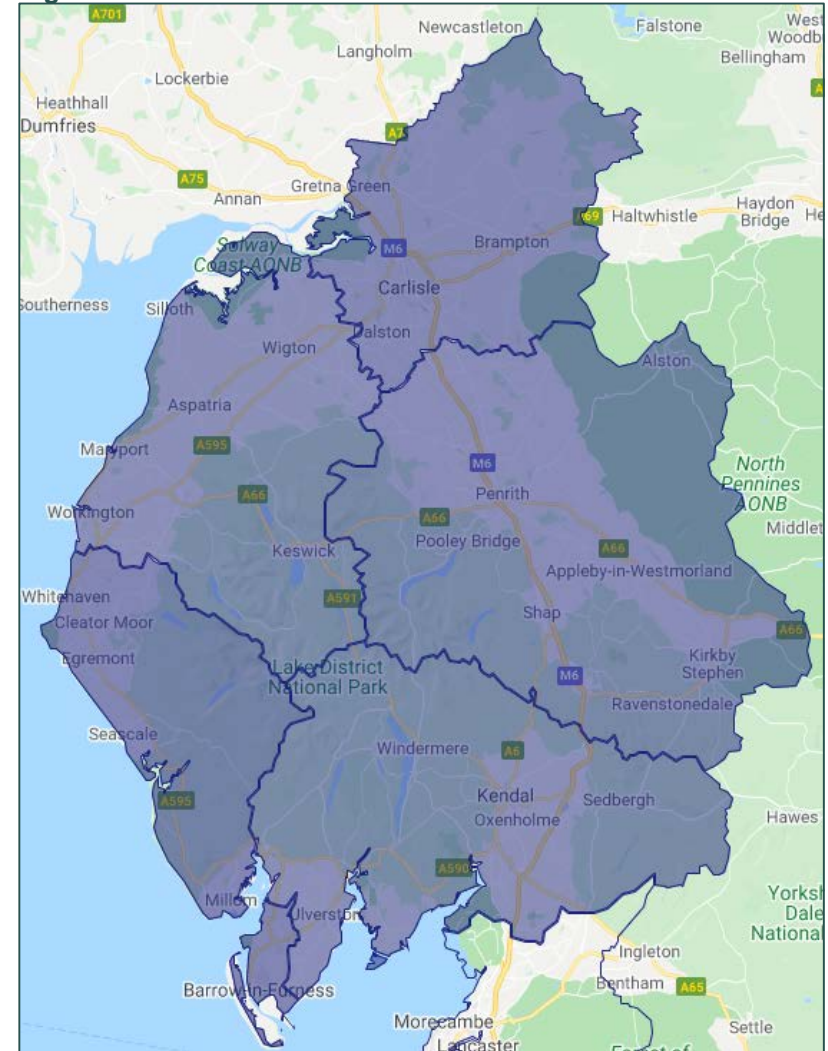 A701
Newcastleton
Falstone
West
Woodb
Langholm
Bellingham
Lockerbie
Heathhall
Dumfries
A7
A75
Gretna Green
Annan
A69
Haltwhistle
Haydon
Bridge
He
Solway
Coast AONB
M6
Brampton
Carlisle
Southerness
Silloth
Dalston
Wigton
Alston
Aspatria
Maryport
A595
M6
North
Pennines
AONB
Workington
A66
Penrith
A66
Middlet
Keswick
Pooley Bridge
A66
Appleby-in-Westmorland
Whitehaven
A591
Cleator Moor
Shap
A66
Egremont
Lake District
National Park
M6
Kirkby
Stephen
Ravenstonedale
Seascale
Windermere
A6
A595
Kendal
Sedbergh
Oxenholme
Hawes
A590
Millom
Ulverston
Yorksh
Dale
National
Ingleton
Barrow-in-Furness
Bentham
A65
Morecambe
Settle
Lancaster
Forest of